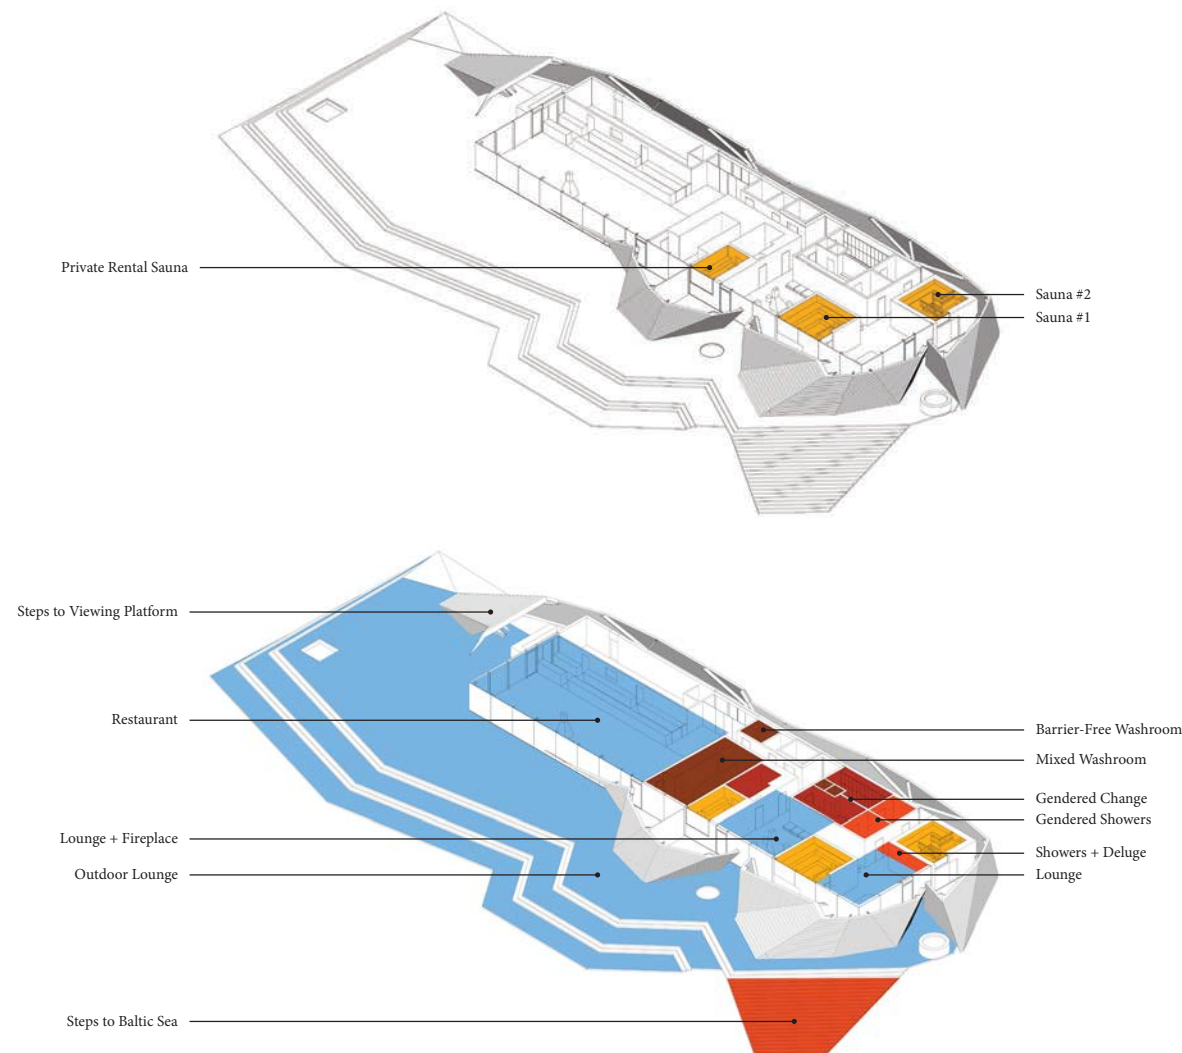 Private Rental Sauna
Sauna #2
Sauna #1
Steps to Viewing Platform
Restaurant
Barrier-Free Washroom
Mixed Washroom
Gendered Change
Gendered Showers
Lounge + Fireplace
Showers + Deluge
Outdoor Lounge
Lounge
Steps to Baltic Sea